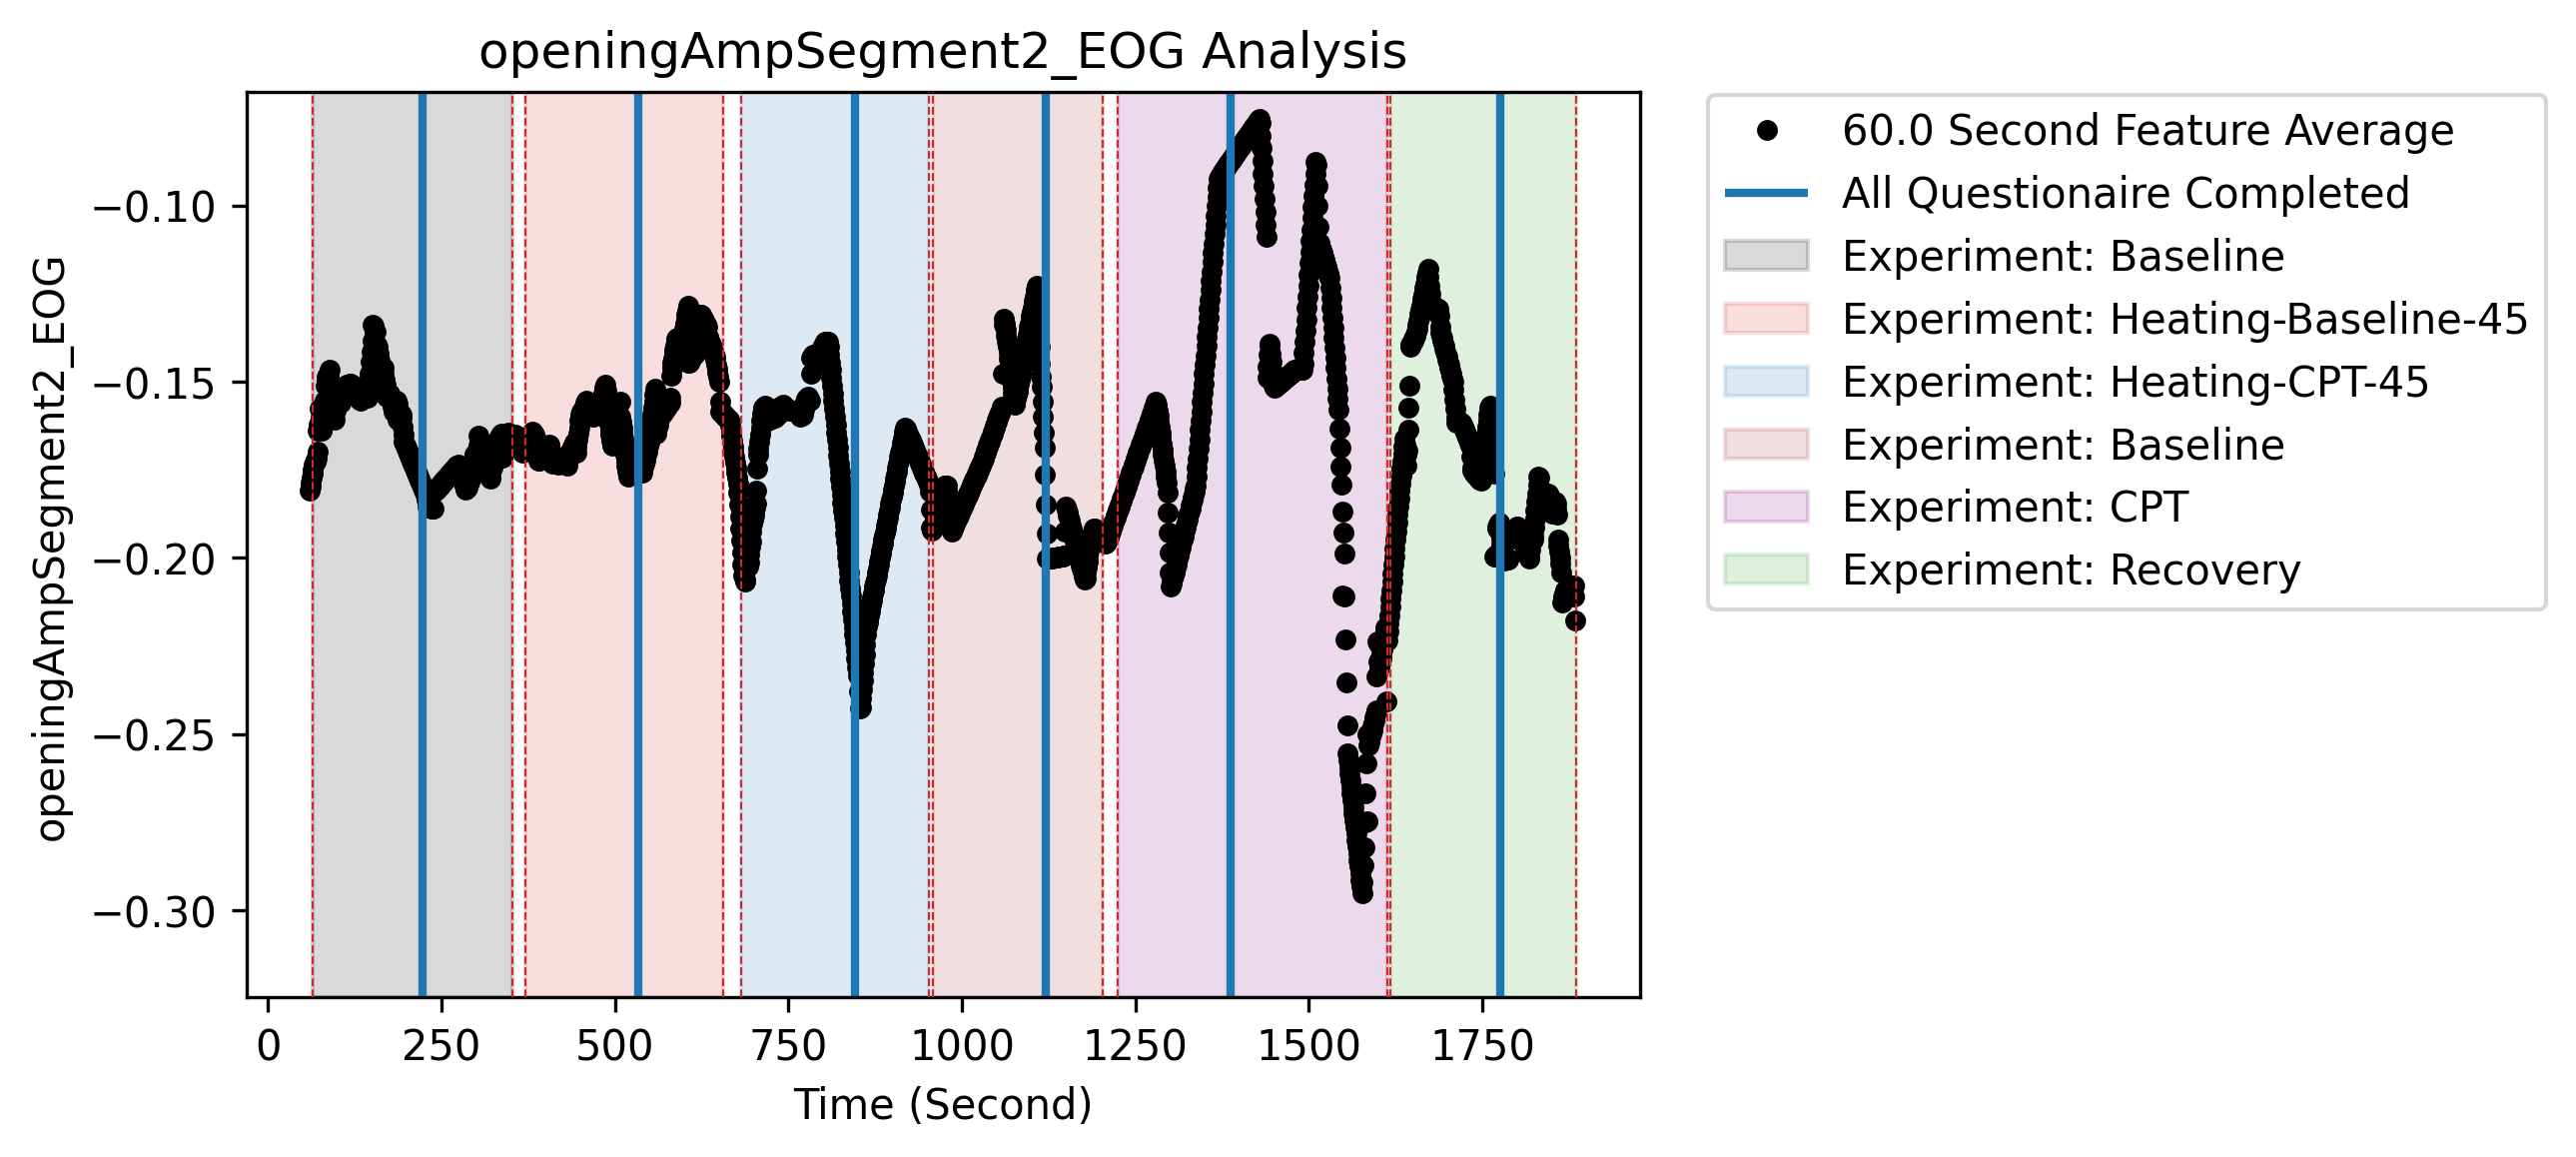 openingAmpSegment2_EOG Analysis
openingAmpSegment2_EOG
−0.10
−0.15
−0.20
−0.25
−0.30
0 250 500 750 1000 1250 1500 1750
Time (Second)
60.0 Second Feature Average
All Questionaire Completed
Experiment: Baseline
Experiment: Heating-Baseline-45
Experiment: Heating-CPT-45
Experiment: Baseline
Experiment: CPT
Experiment: Recovery